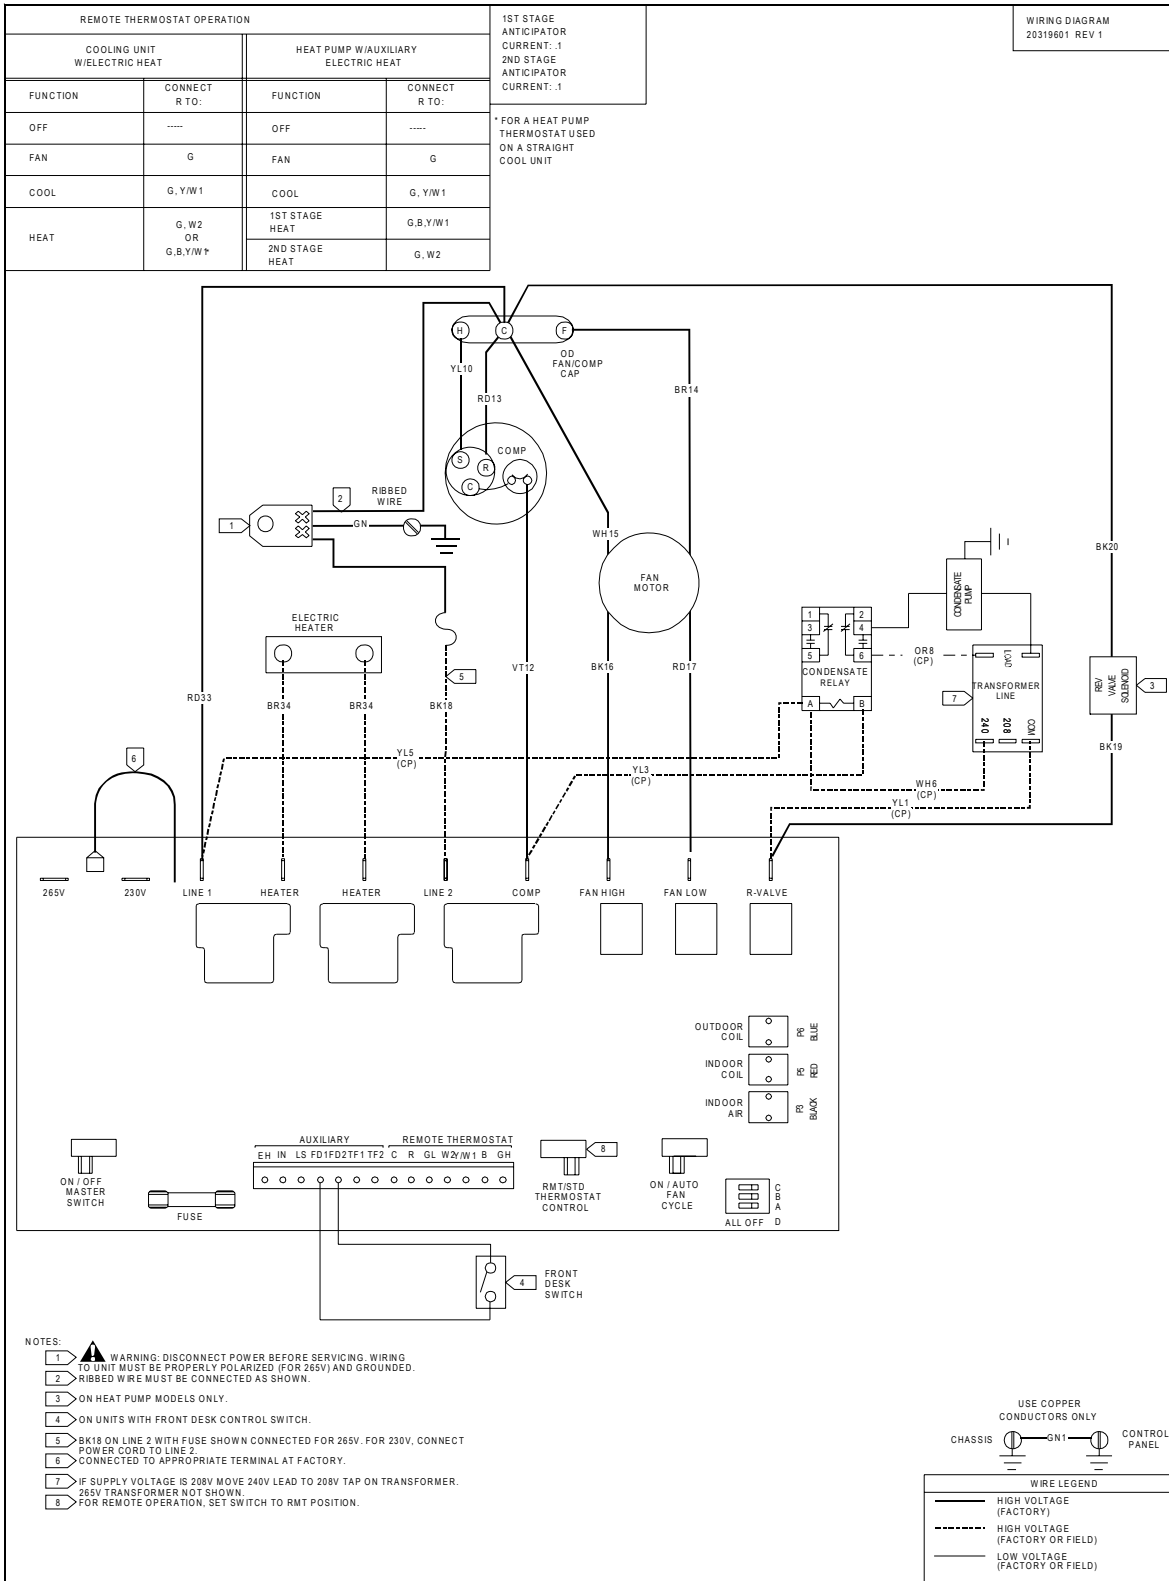 REMOTE THERMOSTAT OPERATION
COOLING UNIT
W/ELECTRIC HEAT
HEAT PUMP W/AUXILIARY
ELECTRIC HEAT
FUNCTION
CONNECT
R TO:
FUNCTION
CONNECT
R TO:
OFF
-----
OFF
-----
FAN
G
FAN
G
COOL
G, Y/W1
COOL
G, Y/W1
HEAT
G, W2
OR
G,B,Y/W1*
1ST STAGE
HEAT
G,B,Y/W1
2ND STAGE
HEAT
G, W2
1ST STAGE
ANTICIPATOR
CURRENT: .1
2ND STAGE
ANTICIPATOR
CURRENT: .1
* FOR A HEAT PUMP
THERMOSTAT USED
ON A STRAIGHT
COOL UNIT
WIRING DIAGRAM
20319601 REV 1
H
C
F
OD
FAN/COMP
CAP
YL10
RD13
BR14
COMP
S
R
C
2
RIBBED
WIRE
1
GN
WH15
FAN
MOTOR
BK20
CONDENSATE
PUMP
1
2
3
4
5
6
CONDENSATE
RELAY
A
B
OR8
(CP)
LOAD
TRANSFORMER
LINE
7
240
208
COM
REV
VALVE
SOLENOID
3
ELECTRIC
HEATER
VT12
BK16
RD17
5
RD33
BR34
BR34
BK18
BK19
YL5
(CP)
YL3
(CP)
WH6
(CP)
YL1
(CP)
6
265V
230V
LINE 1
HEATER
HEATER
LINE 2
COMP
FAN HIGH
FAN LOW
R-VALVE
OUTDOOR
COIL
P6
BLUE
INDOOR
COIL
P5
RED
INDOOR
AIR
P3
BLACK
AUXILIARY
REMOTE THERMOSTAT
EH IN LS FD1FD2TF1 TF2 C R GL W2Y/W1 B GH
ON / OFF
MASTER
SWITCH
FUSE
8
RMT/STD
THERMOSTAT
CONTROL
ON / AUTO
FAN
CYCLE
C
B
A
ALL OFF D
4
FRONT
DESK
SWITCH
NOTES:
1 WARNING: DISCONNECT POWER BEFORE SERVICING. WIRING
TO UNIT MUST BE PROPERLY POLARIZED (FOR 265V) AND GROUNDED.
2 RIBBED WIRE MUST BE CONNECTED AS SHOWN.
3 ON HEAT PUMP MODELS ONLY.
4 ON UNITS WITH FRONT DESK CONTROL SWITCH.
5 BK18 ON LINE 2 WITH FUSE SHOWN CONNECTED FOR 265V. FOR 230V, CONNECT
POWER CORD TO LINE 2.
6 CONNECTED TO APPROPRIATE TERMINAL AT FACTORY.
7 IF SUPPLY VOLTAGE IS 208V MOVE 240V LEAD TO 208V TAP ON TRANSFORMER.
265V TRANSFORMER NOT SHOWN.
8 FOR REMOTE OPERATION, SET SWITCH TO RMT POSITION.
USE COPPER
CONDUCTORS ONLY
CHASSIS
GN1
CONTROL
PANEL
WIRE LEGEND
HIGH VOLTAGE
(FACTORY)
HIGH VOLTAGE
(FACTORY OR FIELD)
LOW VOLTAGE
(FACTORY OR FIELD)